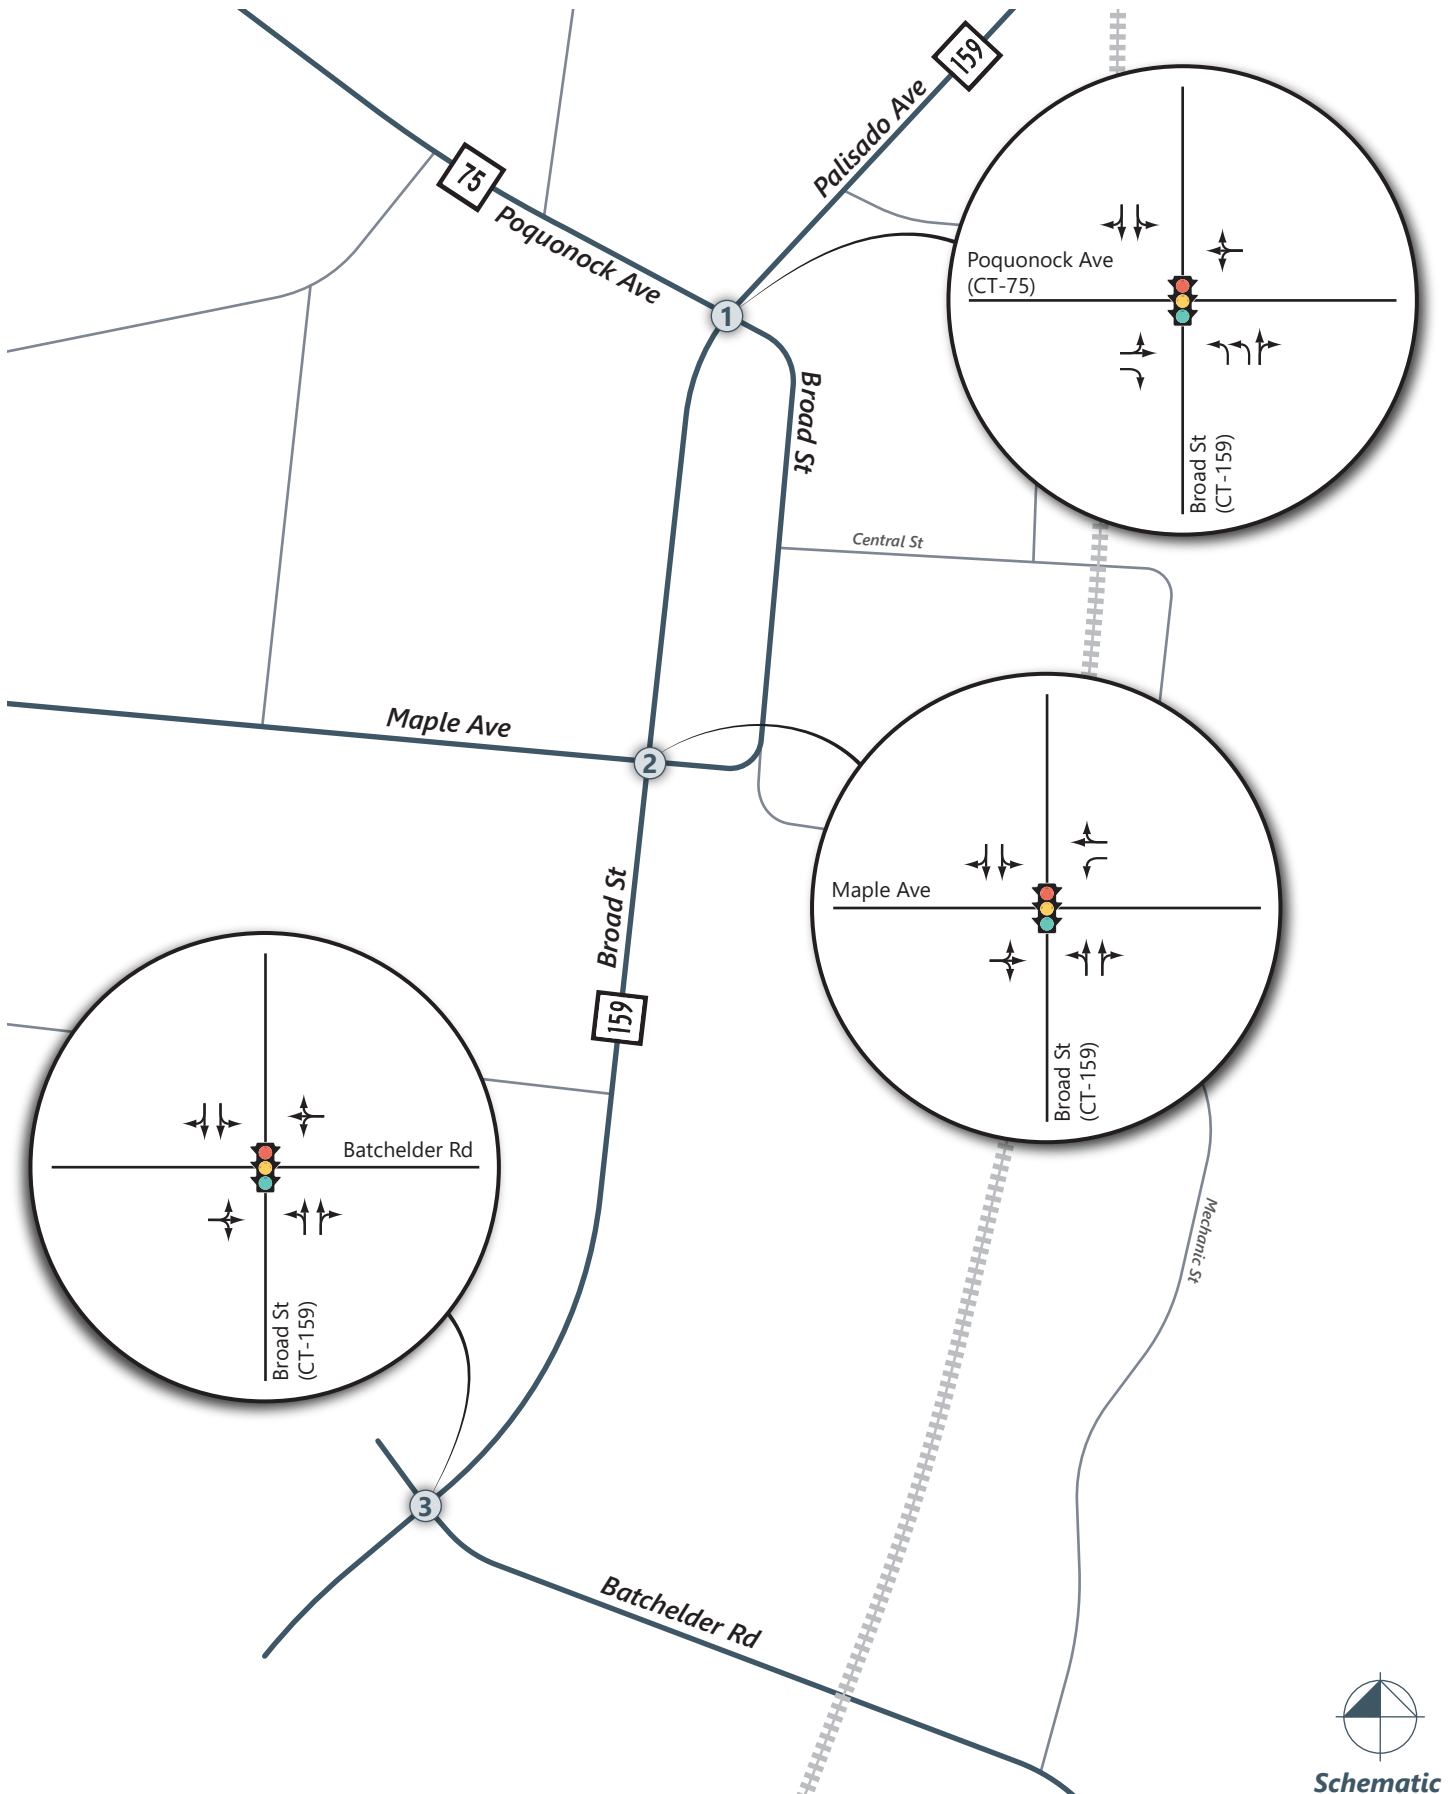 159
Palisado Ave
75
Poquonock Ave
Poquonock Ave
(CT-75)
1
Broad St
Broad St
(CT-159)
Central St
Maple Ave
2
Maple Ave
Broad St
159
Broad St
(CT-159)
Batchelder Rd
Broad St
(CT-159)
Mechanic St
3
Batchelder Rd
Schematic